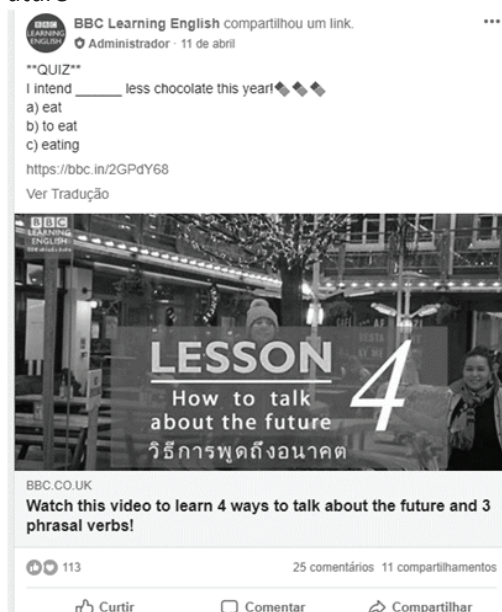 BBC Learning English compartilhou um link.
Administrador · 11 de abril
**QUIZ**
I intend ______ less chocolate this year!🍫🍫🍫
a) eat
b) to eat
c) eating
https://bbc.in/2GPdY68
Ver Tradução
BBC
LEARNING
ENGLISH
LESSON 4
How to talk
about the future
วิธีการพูดถึงอนาคต
BBC.CO.UK
Watch this video to learn 4 ways to talk about the future and 3
phrasal verbs!
113
25 comentários 11 compartilhamentos
Curtir
Comentar
Compartilhar